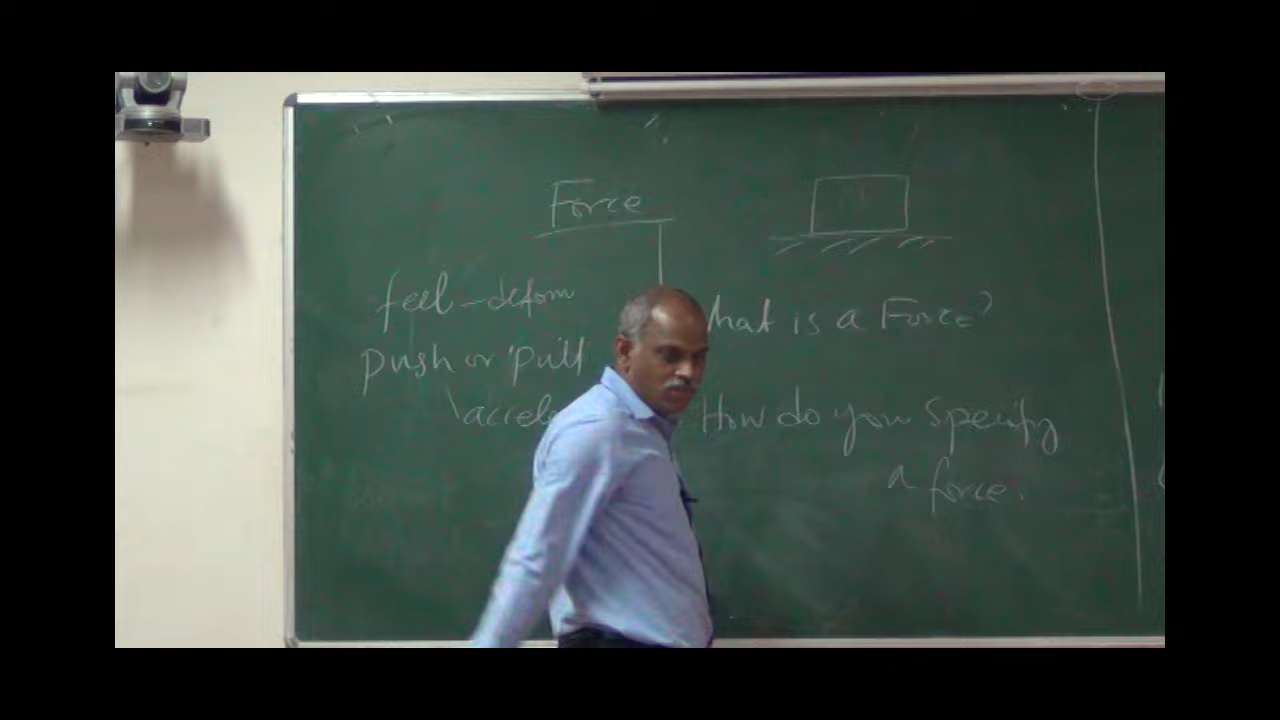 Force
feel - deform
push or pull
What is a Force?
How do you specify
a force.